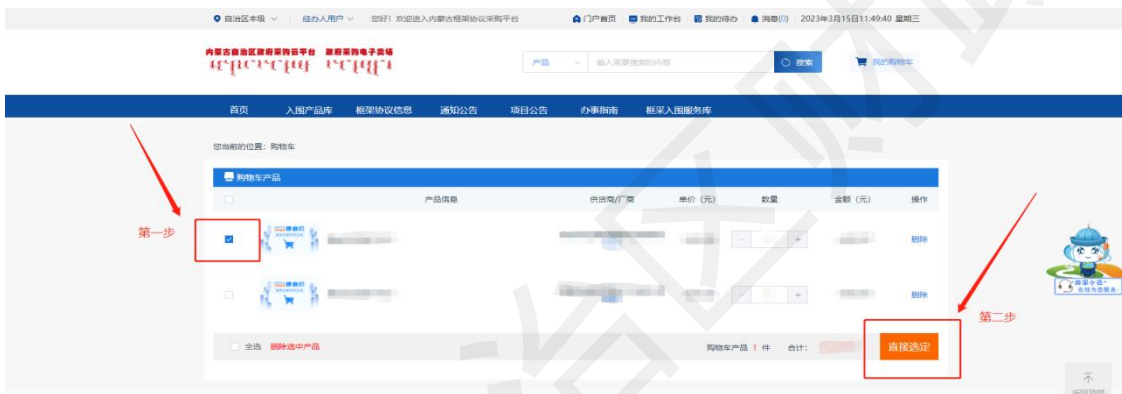 自治区本级 经办人用户 您好！欢迎进入内蒙古框架协议采购平台 门户首页 我的工作台 我的待办 消息(0) 2023年3月15日11:49:40 星期三
内蒙古自治区政府采购云平台 政府采购电子卖场
产品 输入需要搜索的内容 搜索 我的购物车
首页 入围产品库 框架协议信息 通知公告 项目公告 办事指南 框采入围服务库
您当前的位置：购物车
购物车产品
产品信息 供货商/厂商 单价（元） 数量 金额（元） 操作
第一步
- + 删除
- + 删除
第二步
全选 删除选中产品 购物车产品 1 件 合计： 直接选定